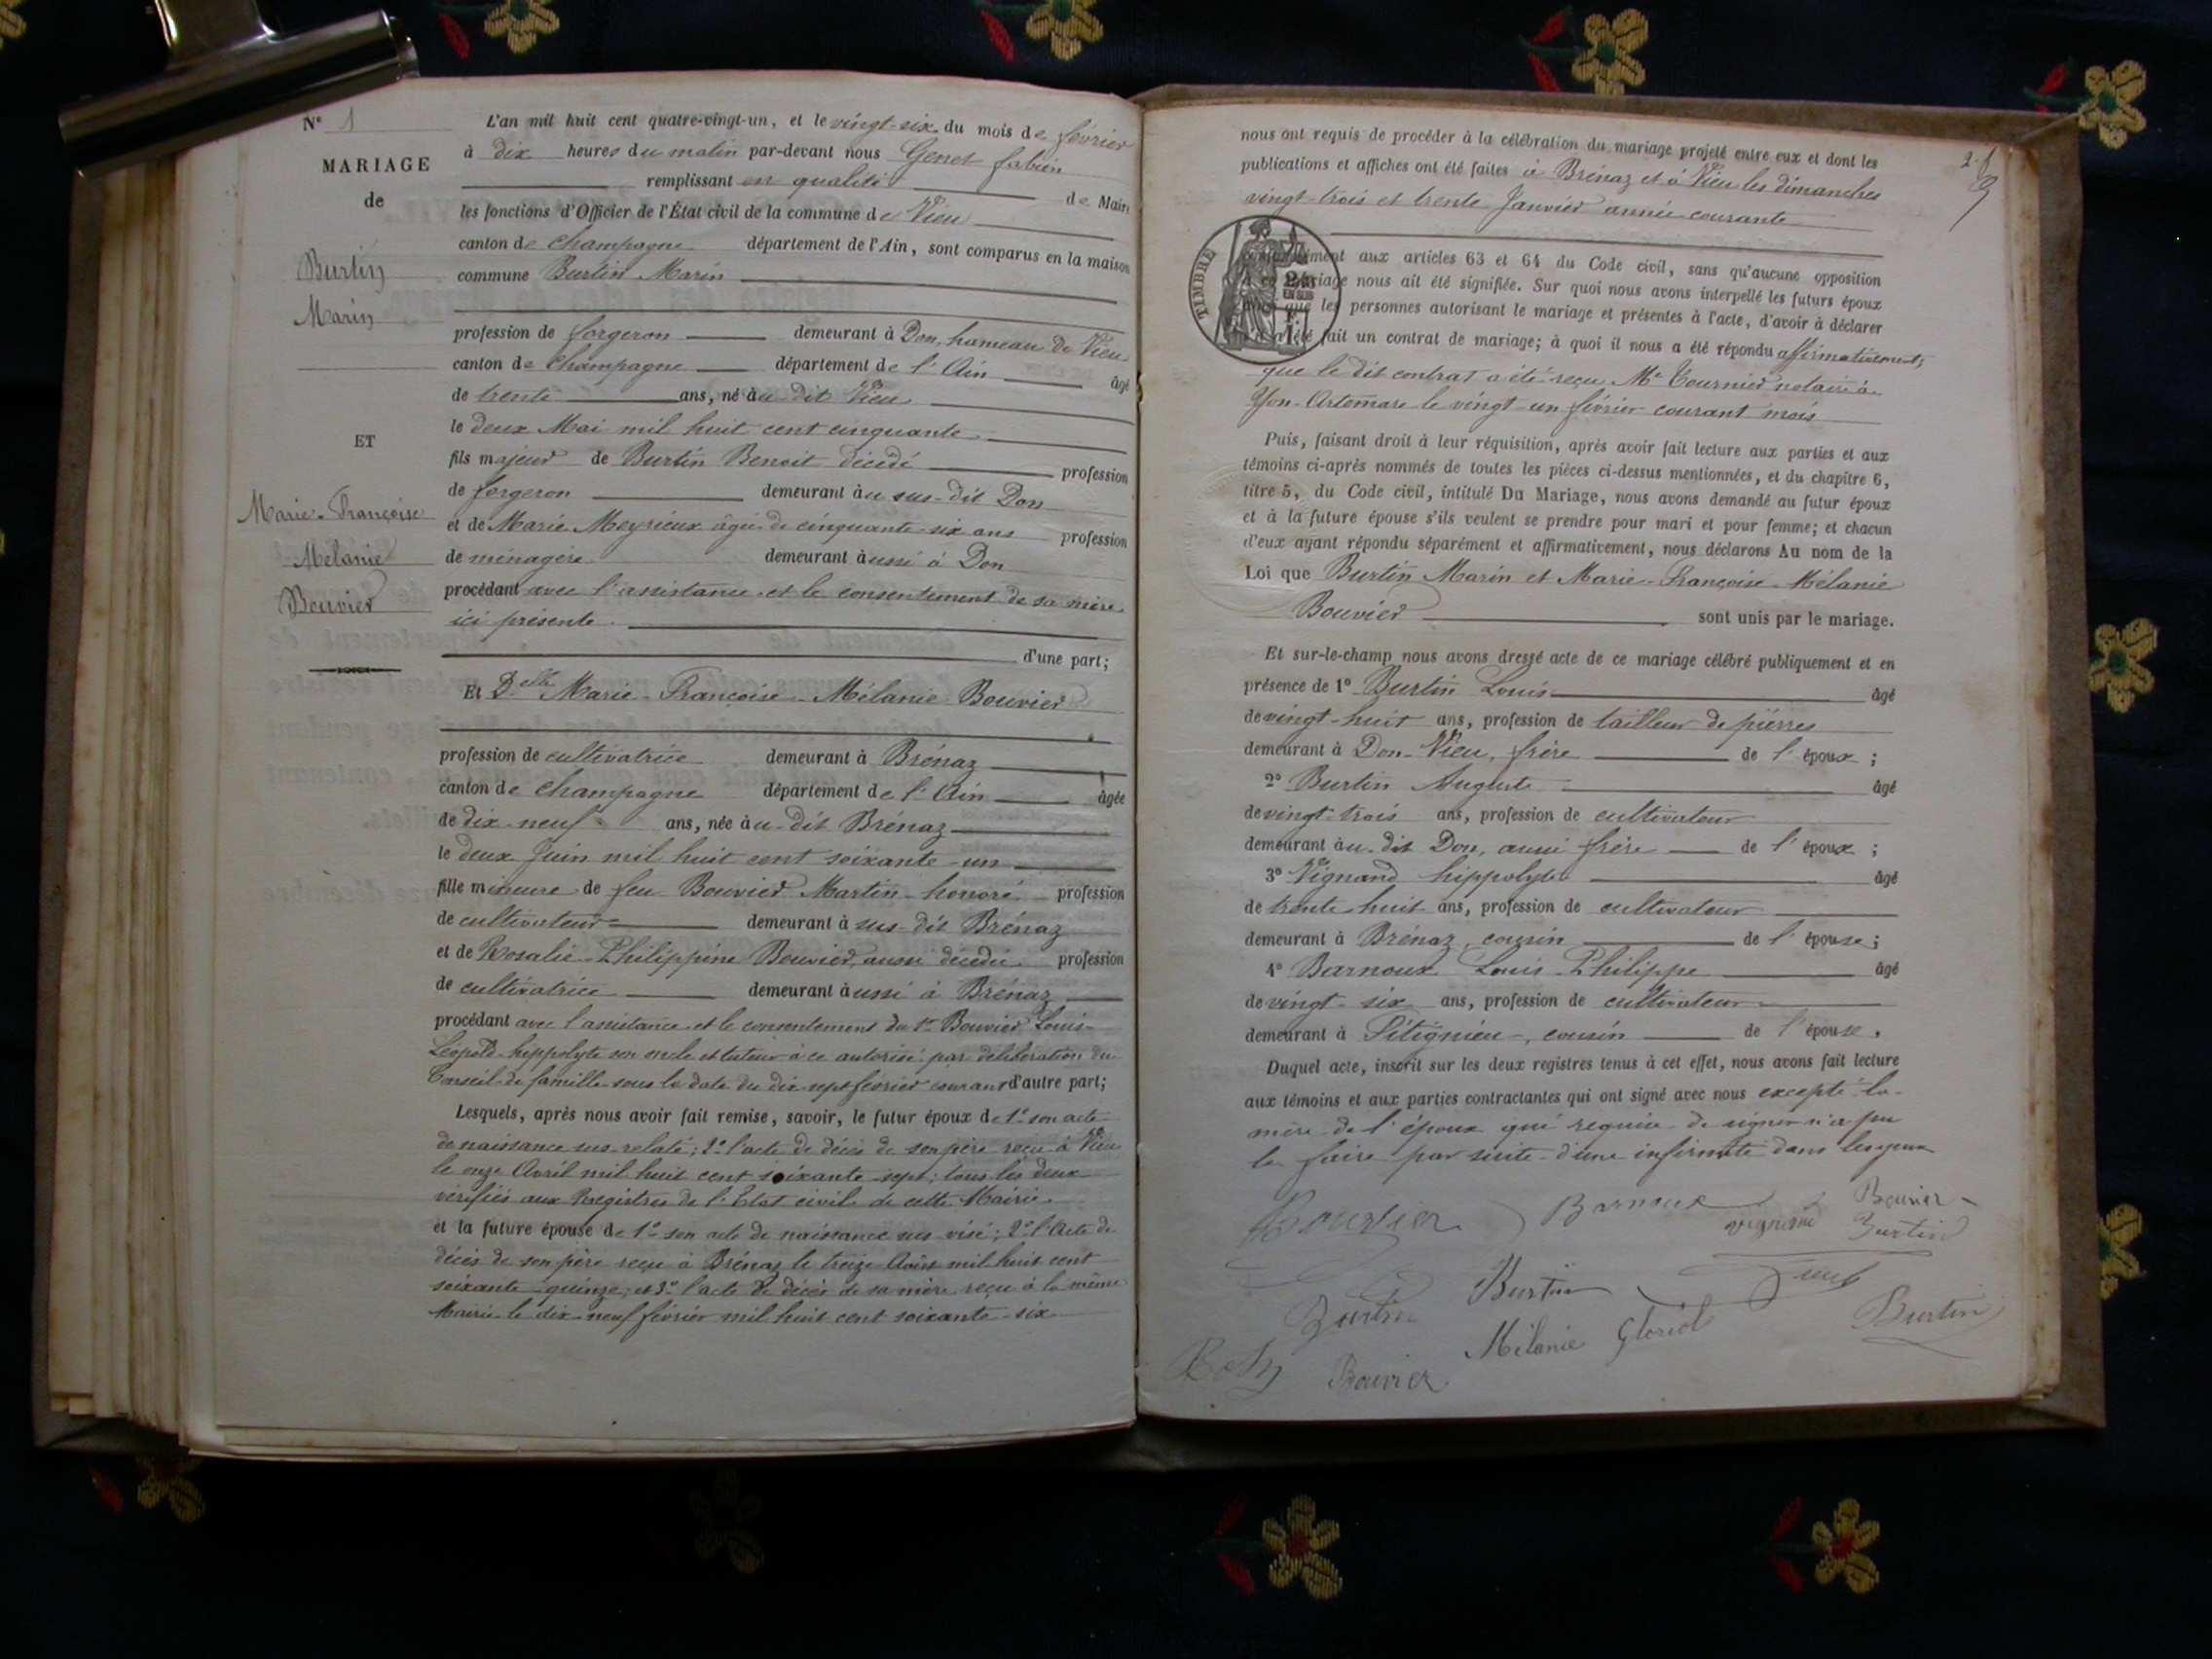 N° 1
MARIAGE
de
Burtin
Marin
ET
Marie-Françoise
Mélanie
Bouvier
L'an mil huit cent quatre-vingt-un, et le vingt-six du mois de février
à dix heures du matin par-devant nous Genet fabien
remplissant en qualité de Maire
les fonctions d'Officier de l'État civil de la commune de Vieu
canton de Champagne département de l'Ain, sont comparus en la maison
commune Burtin Marin
profession de forgeron demeurant à Don, hameau de Vieu
canton de Champagne département de l'Ain âgé
de trente ans, né au dit Vieu
le deux Mai mil huit cent cinquante
fils majeur de Burtin Benoit décédé profession
de forgeron demeurant au sus-dit Don
et de Marie Meyrieux âgée de cinquante-six ans profession
de ménagère demeurant aussi à Don
procédant avec l'assistance et le consentement de sa mère
ici présente
d'une part;
Et Delle Marie-Françoise-Mélanie Bouvier
profession de cultivatrice demeurant à Brénaz
canton de Champagne département de l'Ain âgée
de dix-neuf ans, née au-dit Brénaz
le deux Juin mil huit cent soixante-un
fille mineure de feu Bouvier Martin-honoré profession
de cultivateur demeurant à sus-dit Brénaz
et de Rosalie-Philippine Bouvier, aussi décédée profession
de cultivatrice demeurant aussi à Brénaz
procédant avec l'assistance et le consentement du sr Bouvier Louis-
Léopold-hippolyte son oncle et tuteur à ce autorisé par délibération du
Conseil de famille sous la date du dix-sept février courant d'autre part;
Lesquels, après nous avoir fait remise, savoir, le futur époux de 1° son acte
de naissance sus-relaté; 2° l'acte de décès de son père reçu à Vieu
le onze Avril mil huit cent soixante-sept; tous les deux
vérifiés aux Registres de l'Etat civil de cette Mairie.
et la future épouse de 1° son acte de naissance sus-visé; 2° l'Acte de
décès de son père reçu à Brénaz le treize Août mil huit cent
soixante-quinze; et 3° l'acte de décès de sa mère reçu à la même
Mairie le dix-neuf février mil huit cent soixante-six
nous ont requis de procéder à la célébration du mariage projeté entre eux et dont les
publications et affiches ont été faites à Brénaz et à Vieu les dimanches
vingt-trois et trente Janvier année courante
TIMBRE
aux articles 63 et 64 du Code civil, sans qu'aucune opposition
nous ait été signifiée. Sur quoi nous avons interpellé les futurs époux
que les personnes autorisant le mariage et présentes à l'acte, d'avoir à déclarer
été fait un contrat de mariage; à quoi il nous a été répondu affirmativement;
que le dit contrat a été reçu Me Tournier notaire à
Yon-Artemare le vingt-un février courant mois
Puis, faisant droit à leur réquisition, après avoir fait lecture aux parties et aux
témoins ci-après nommés de toutes les pièces ci-dessus mentionnées, et du chapitre 6,
titre 5, du Code civil, intitulé Du Mariage, nous avons demandé au futur époux
et à la future épouse s'ils veulent se prendre pour mari et pour femme; et chacun
d'eux ayant répondu séparément et affirmativement, nous déclarons Au nom de la
Loi que Burtin Marin et Marie-Françoise-Mélanie
Bouvier sont unis par le mariage.
Et sur-le-champ nous avons dressé acte de ce mariage célébré publiquement et en
présence de 1° Burtin Louis âgé
de vingt-huit ans, profession de tailleur de pierres
demeurant à Don-Vieu, frère de l'époux;
2° Burtin Auguste âgé
de vingt-trois ans, profession de cultivateur
demeurant au-dit Don, aussi frère de l'époux;
3° Vignand hippolyte âgé
de trente-huit ans, profession de cultivateur
demeurant à Brénaz, cousin de l'épouse;
4° Barnoux Louis-Philippe âgé
de vingt-six ans, profession de cultivateur
demeurant à Pitignieu, cousin de l'épouse.
Duquel acte, inscrit sur les deux registres tenus à cet effet, nous avons fait lecture
aux témoins et aux parties contractantes qui ont signé avec nous excepté la
mère de l'époux qui requise de signer n'a pu
le faire par suite d'une infirmité dans les yeux
Bouvier Barnoux Vignand Bouvier
Burtin
Burtin Burtin
Burtin
Mélanie Gloriod
Bouvier